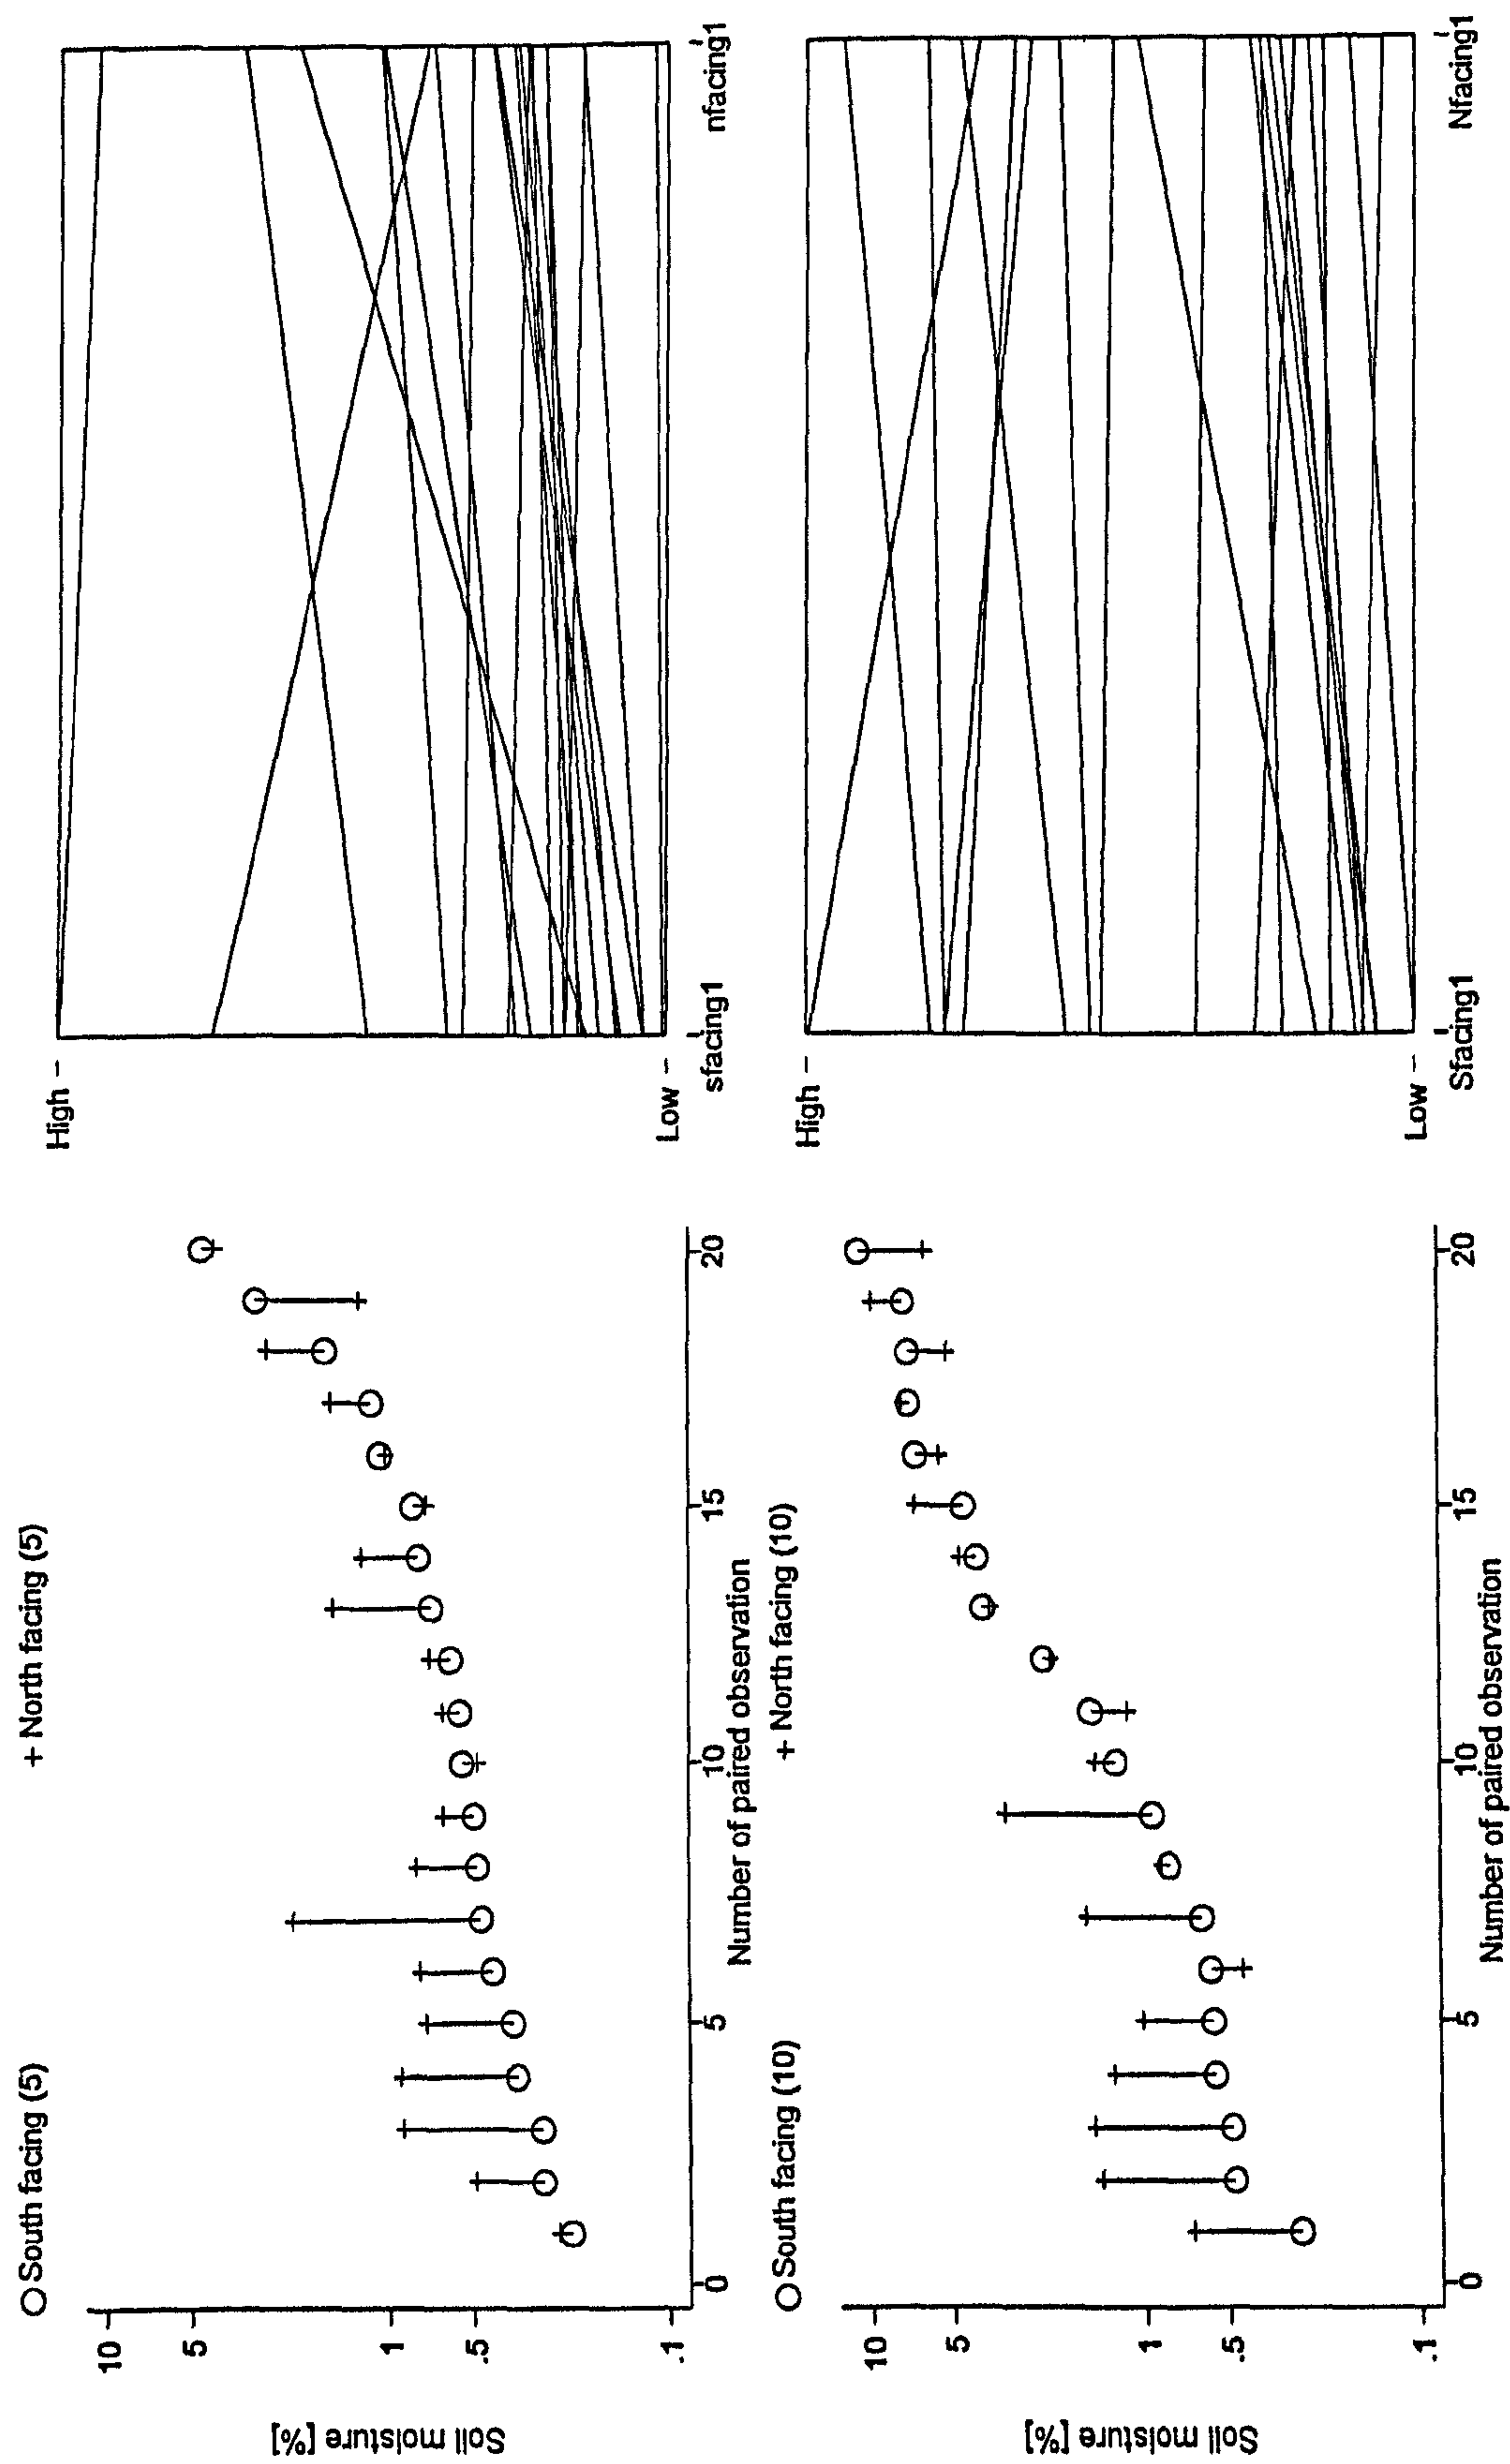 ○ South facing (5) + North facing (5)
Soil moisture [%]
10
5
1
.5
.1
0 5 10 15 20
Number of paired observation
High
Low
sfacing1 nfacing1
○ South facing (10) + North facing (10)
Soil moisture [%]
10
5
1
.5
.1
0 5 10 15 20
Number of paired observation
High
Low
Sfacing1 Nfacing1